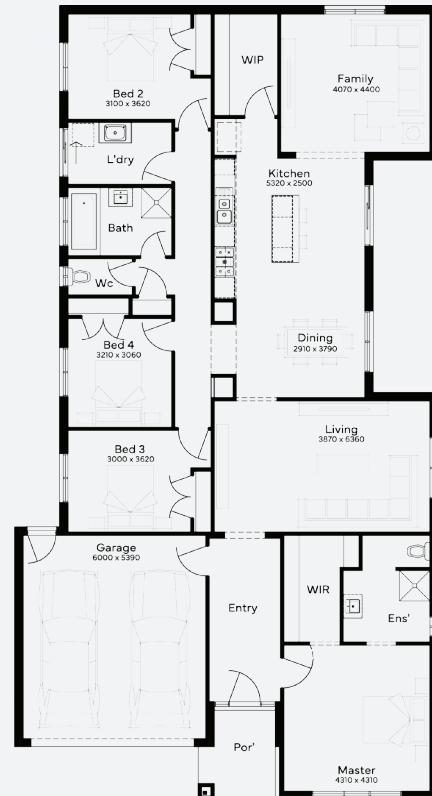 WIP
Family
4070 x 4400
Bed 2
3100 x 3620
L'dry
Kitchen
5320 x 2500
Bath
Wc
Bed 4
3210 x 3060
Dining
2910 x 3790
Living
3870 x 6360
Bed 3
3000 x 3620
Garage
6000 x 5390
Entry
WIR
Ens'
Por'
Master
4310 x 4310